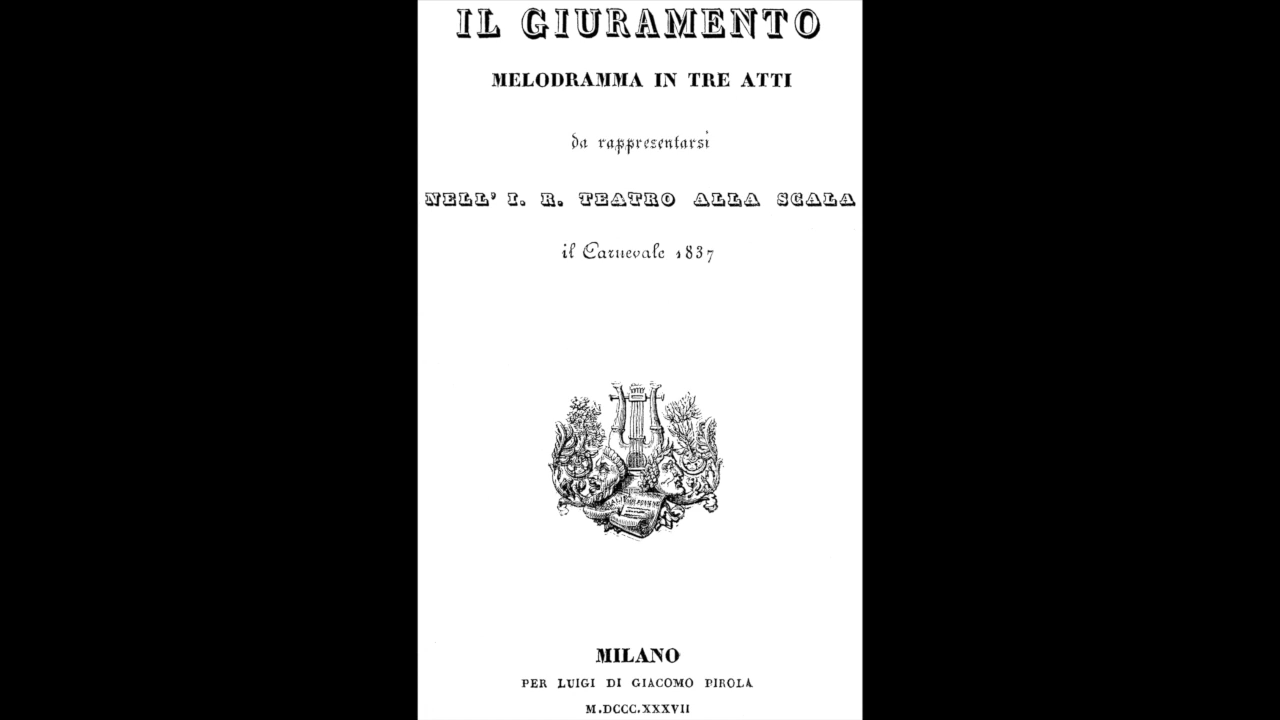 IL GIURAMENTO
MELODRAMMA IN TRE ATTI
da rappresentarsi
NELL' I. R. TEATRO ALLA SCALA
il Carnevale 1837
MILANO
PER LUIGI DI GIACOMO PIROLA
M.DCCC.XXXVII